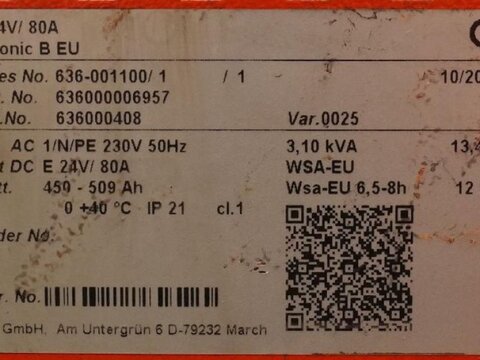 4V/ 80A
onic B EU
es No. 636-001100/ 1 / 1 10/20
t. No. 636000006957
.No. 636000408 Var.0025
AC 1/N/PE 230V 50Hz 3,10 kVA 13,4
t DC E 24V/ 80A WSA-EU
tt. 450 - 509 Ah Wsa-EU 6,5-8h 12
0 +40 °C IP 21 cl.1
der No.
r. No.
GmbH, Am Untergrün 6 D-79232 March